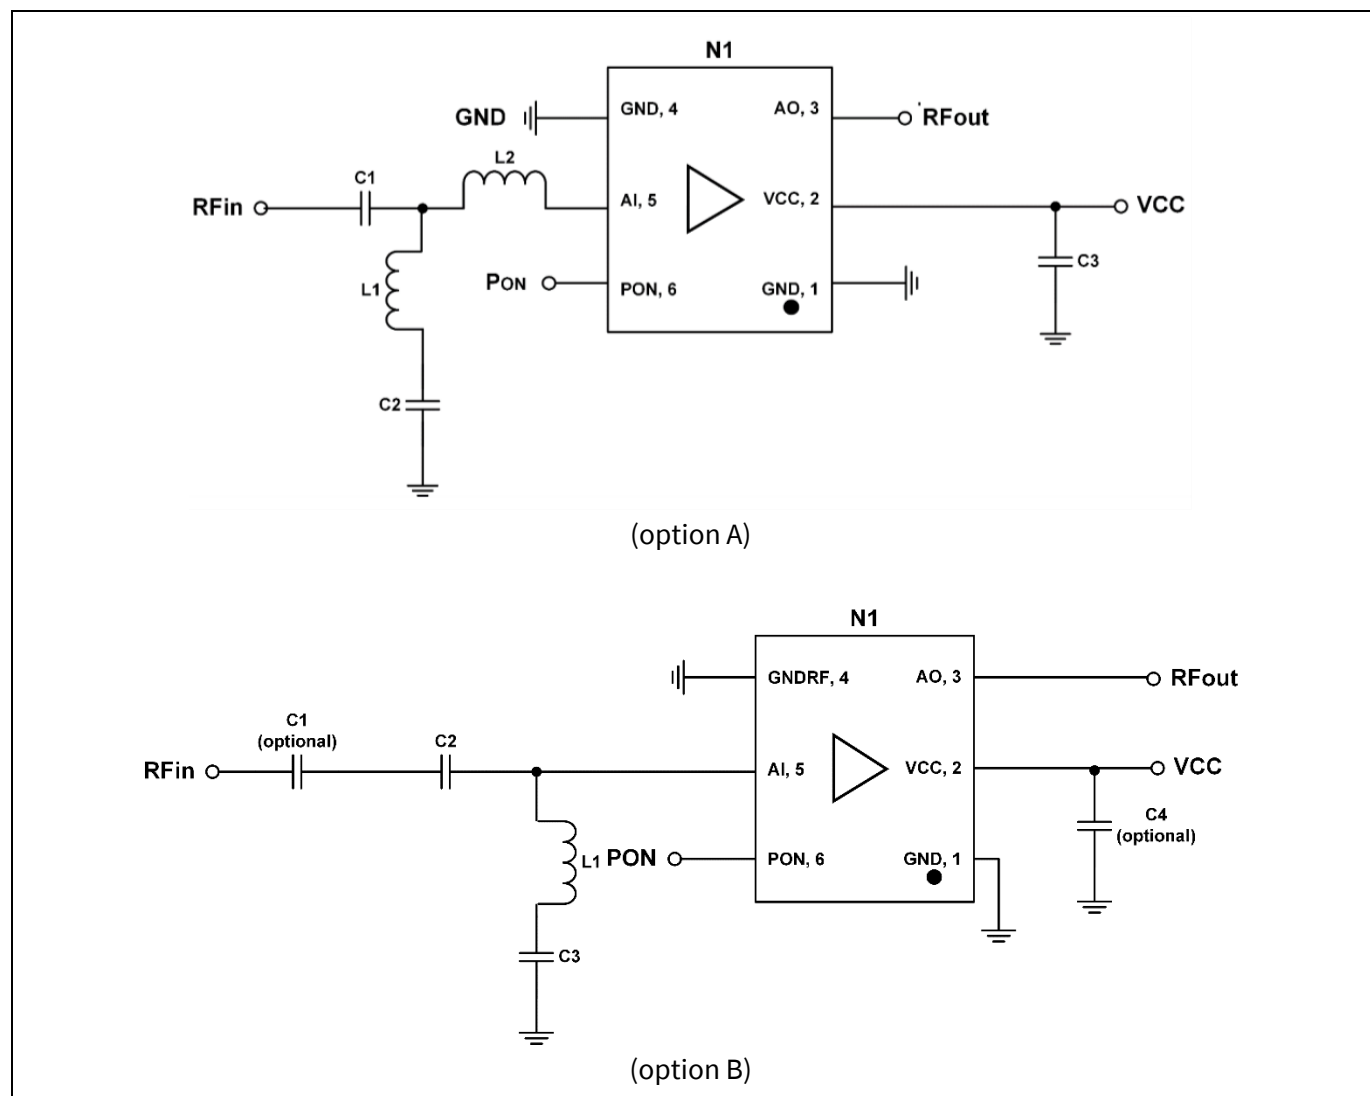 N1
GND
GND, 4
AO, 3
RFout
L2
C1
RFin
AI, 5
VCC, 2
VCC
C3
L1
PON
PON, 6
GND, 1
C2
(option A)
N1
GNDRF, 4
AO, 3
RFout
C1
(optional)
C2
RFin
AI, 5
VCC, 2
VCC
C4
(optional)
L1
PON
PON, 6
GND, 1
C3
(option B)